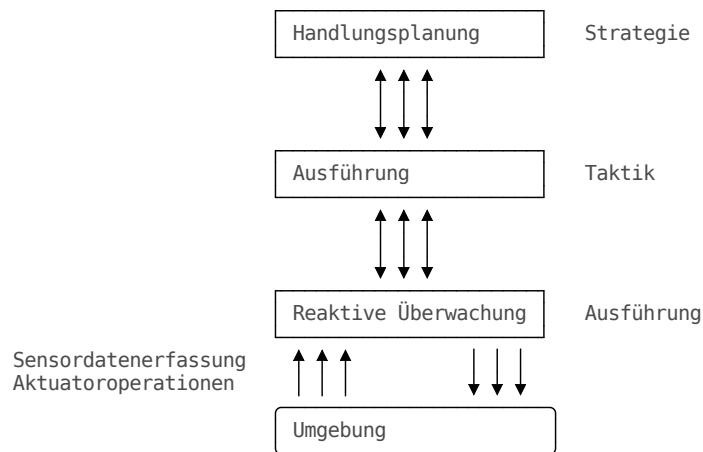 Handlungsplanung Strategie
Ausführung Taktik
Reaktive Überwachung Ausführung
Sensordatenerfassung
Aktuatoroperationen
Umgebung